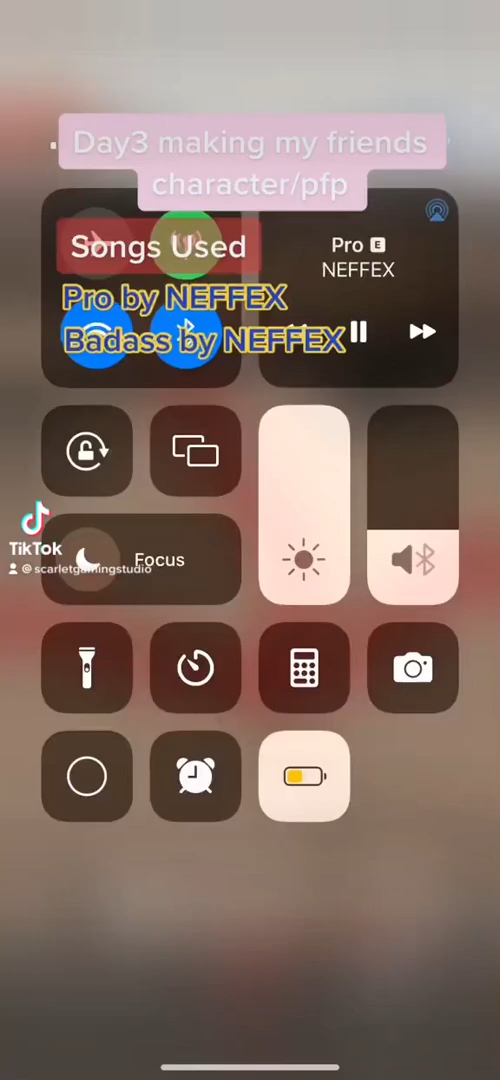 Day3 making my friends
character/pfp
Songs Used
Pro by NEFFEX
Badass by NEFFEX
Pro E
NEFFEX
Focus
TikTok
@scarletgamingstudio